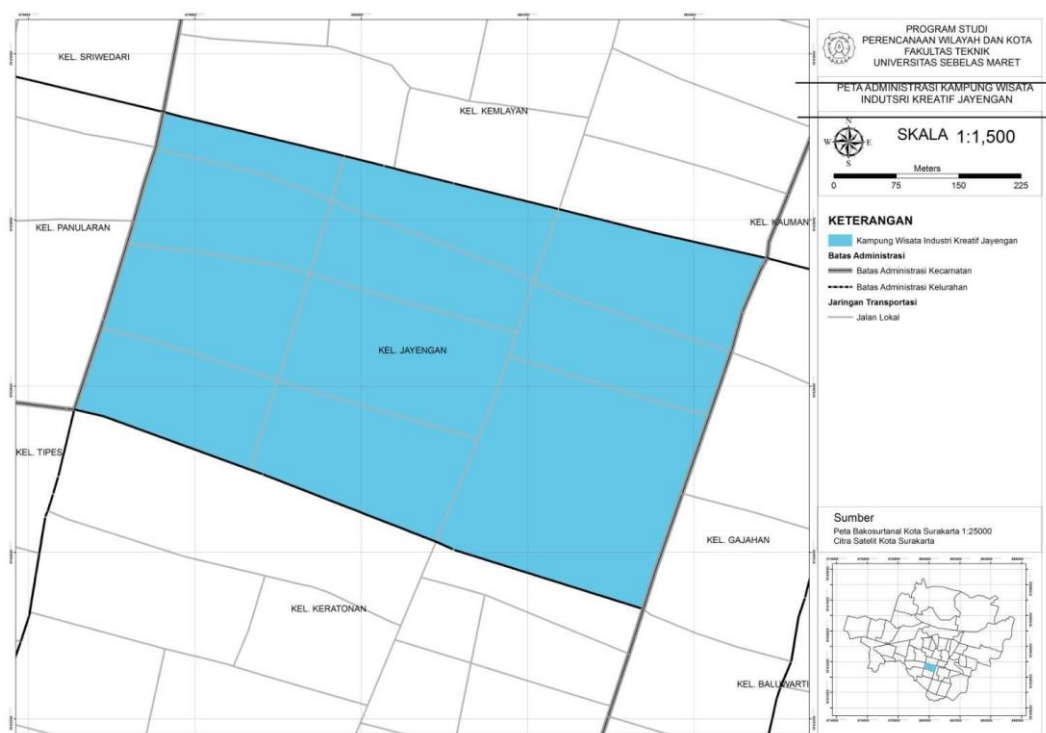 KEL. SRIWEDARI
KEL. KEMLAYAN
KEL. KAUMAN
KEL. PANULARAN
KEL. JAYENGAN
KEL. TIPES
KEL. GAJAHAN
KEL. KERATONAN
KEL. BALUWARTI
PROGRAM STUDI
PERENCANAAN WILAYAH DAN KOTA
FAKULTAS TEKNIK
UNIVERSITAS SEBELAS MARET
PETA ADMINISTRASI KAMPUNG WISATA
INDUTSRI KREATIF JAYENGAN
N
W E
S
SKALA 1:1,500
Meters
0 75 150 225
KETERANGAN
Kampung Wisata Industri Kreatif Jayengan
Batas Administrasi
Batas Administrasi Kecamatan
Batas Administrasi Kelurahan
Jaringan Transportasi
Jalan Lokal
Sumber
Peta Bakosurtanal Kota Surakarta 1:25000
Citra Satelit Kota Surakarta